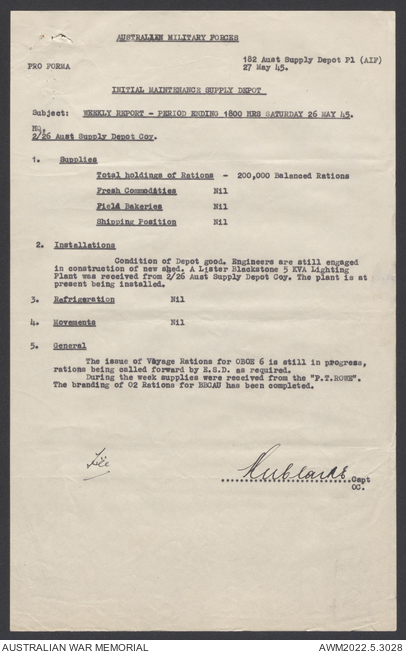 AUSTRALIAN MILITARY FORCES
182 Aust Supply Depot Pl (AIF)
PRO FORMA
27 May 45.
INITIAL MAINTENANCE SUPPLY DEPOT
Subject: WEEKLY REPORT - PERIOD ENDING 1800 HRS SATURDAY 26 MAY 45.
HQ,
2/26 Aust Supply Depot Coy.
1. Supplies
Total holdings of Rations - 200,000 Balanced Rations
Fresh Commodities Nil
Field Bakeries Nil
Shipping Position Nil
2. Installations
Condition of Depot good. Engineers are still engaged
in construction of new shed. A Lister Blackstone 5 KVA Lighting
Plant was received from 2/26 Aust Supply Depot Coy. The plant is at
present being installed.
3. Refrigeration Nil
4. Movements Nil
5. General
The issue of Voyage Rations for OBOE 6 is still in progress,
rations being called forward by E.S.D. as required.
During the week supplies were received from the "P.T.ROWE".
The branding of O2 Rations for BBCAU has been completed.
File
Capt
OC.
AUSTRALIAN WAR MEMORIAL
AWM2022.5.3028